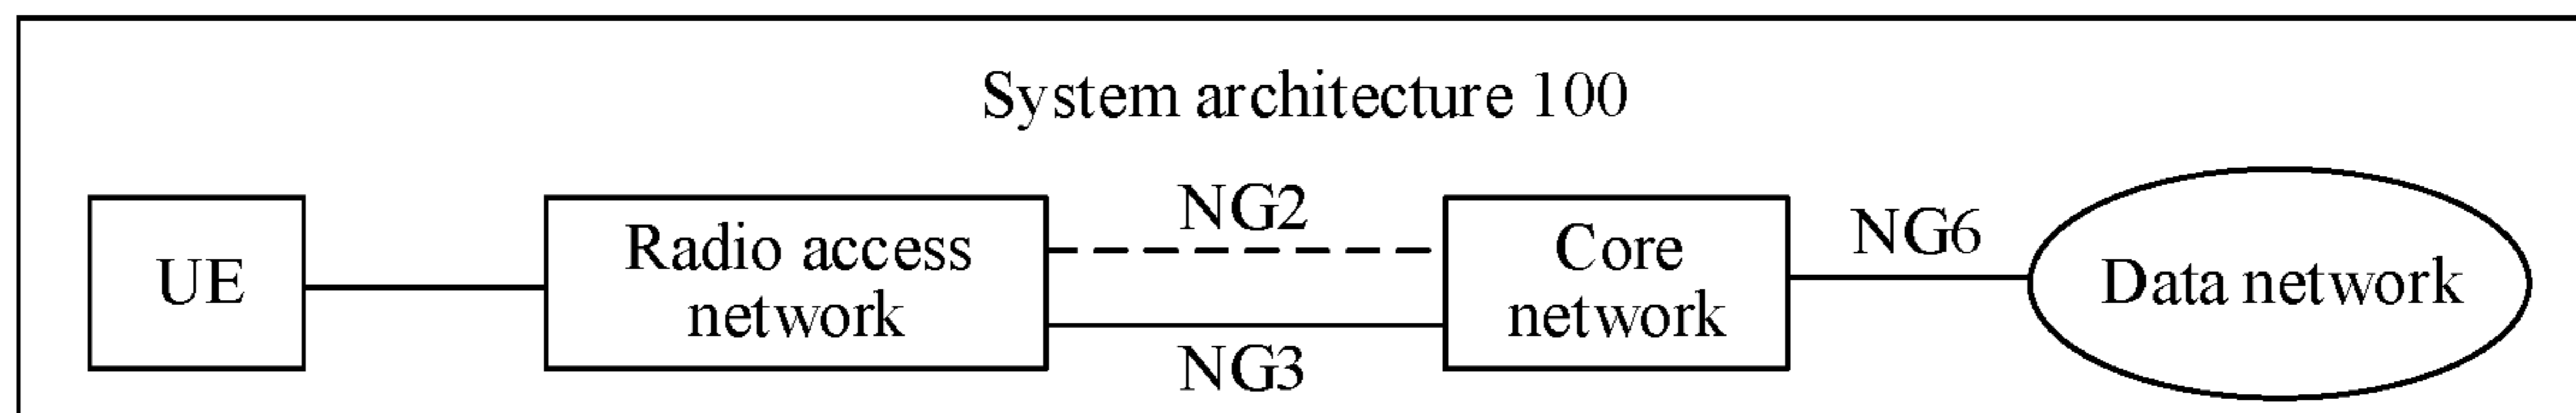 System architecture 100
UE
Radio access
network
NG2
NG3
Core
network
NG6
Data network